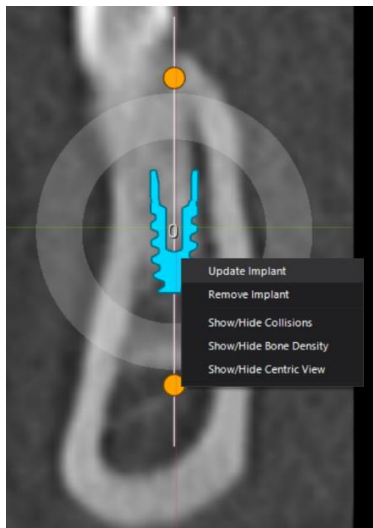 0
Update Implant
Remove Implant
Show/Hide Collisions
Show/Hide Bone Density
Show/Hide Centric View